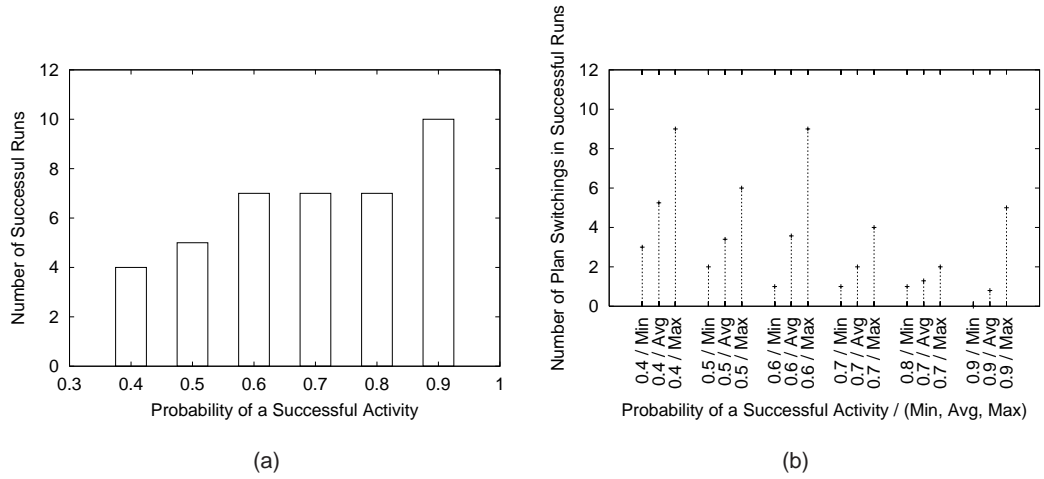 Number of Successul Runs
12
10
8
6
4
2
0
0.3 0.4 0.5 0.6 0.7 0.8 0.9 1
Probability of a Successful Activity
(a)
Number of Plan Switchings in Successful Runs
12
10
8
6
4
2
0
0.4 / Min
0.4 / Avg
0.4 / Max
0.5 / Min
0.5 / Avg
0.5 / Max
0.6 / Min
0.6 / Avg
0.6 / Max
0.7 / Min
0.7 / Avg
0.7 / Max
0.8 / Min
0.7 / Avg
0.7 / Max
0.9 / Min
0.9 / Avg
0.9 / Max
Probability of a Successful Activity / (Min, Avg, Max)
(b)